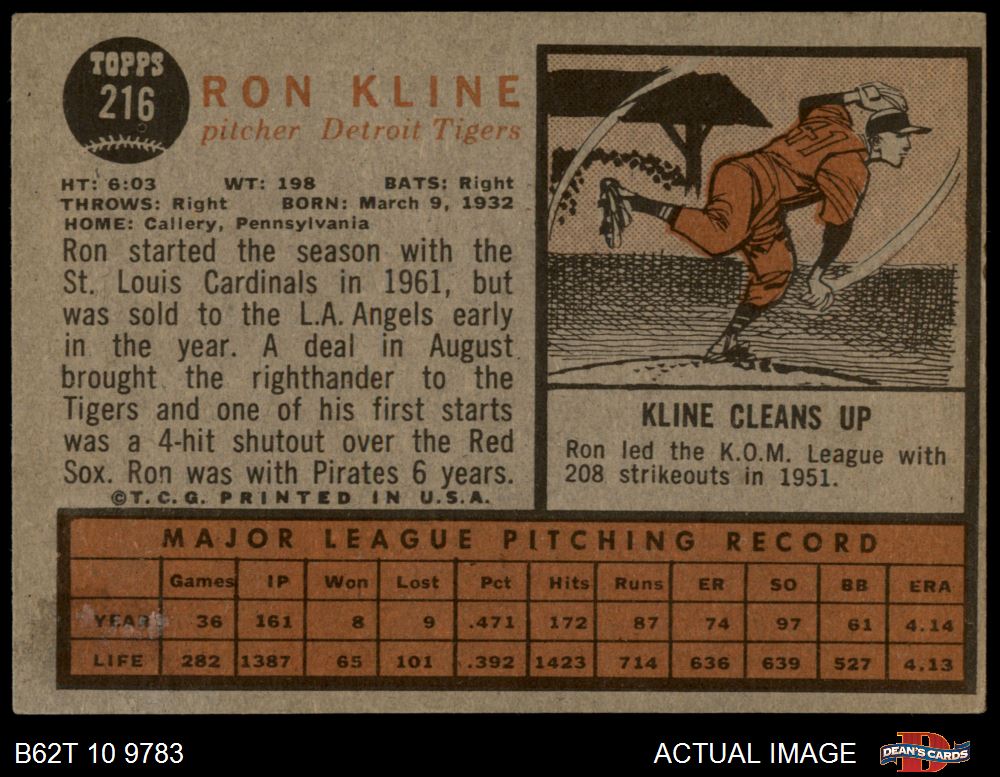 TOPPS
216
RON KLINE
pitcher Detroit Tigers
HT: 6:03 WT: 198 BATS: Right
THROWS: Right BORN: March 9, 1932
HOME: Callery, Pennsylvania
Ron started the season with the
St. Louis Cardinals in 1961, but
was sold to the L.A. Angels early
in the year. A deal in August
brought the righthander to the
Tigers and one of his first starts
was a 4-hit shutout over the Red
Sox. Ron was with Pirates 6 years.
©T.C.G. PRINTED IN U.S.A.
KLINE CLEANS UP
Ron led the K.O.M. League with
208 strikeouts in 1951.
MAJOR LEAGUE PITCHING RECORD
Games IP Won Lost Pct Hits Runs ER SO BB ERA
YEAR 36 161 8 9 .471 172 87 74 97 61 4.14
LIFE 282 1387 65 101 .392 1423 714 636 639 527 4.13
B62T 10 9783
ACTUAL IMAGE
DEAN'S CARDS